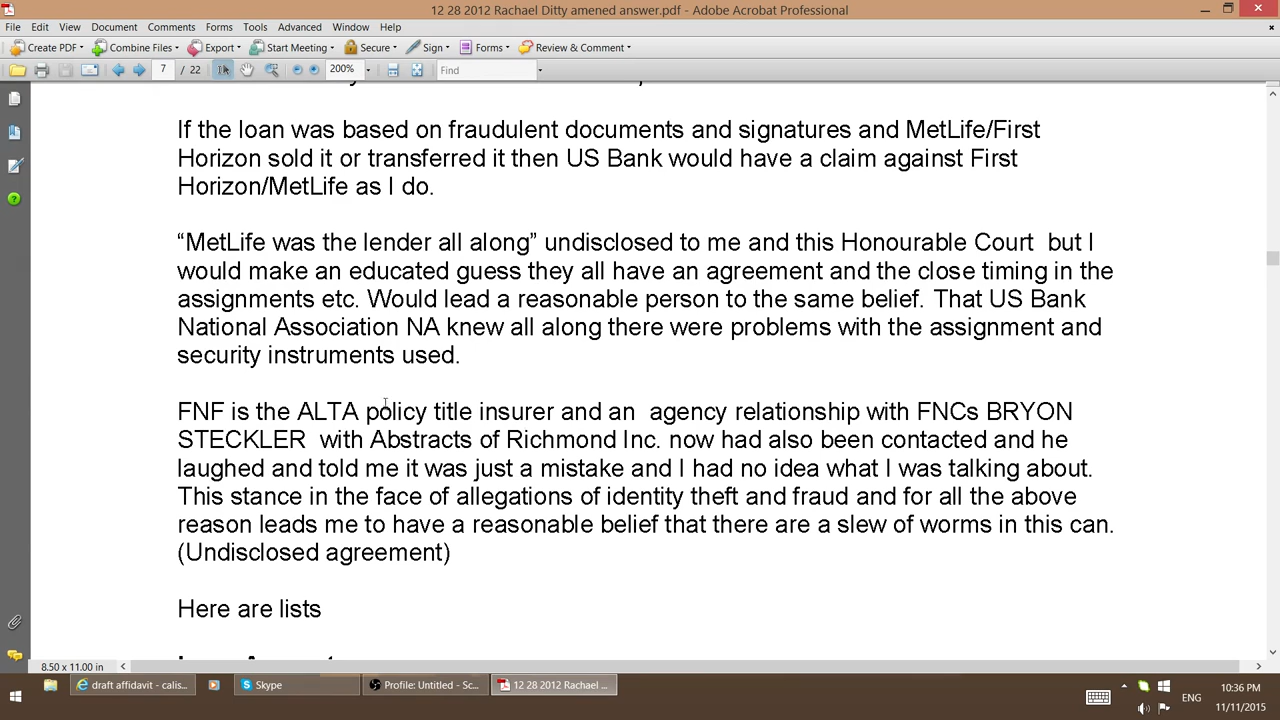 12 28 2012 Rachael Ditty amened answer.pdf - Adobe Acrobat Professional
File Edit View Document Comments Forms Tools Advanced Window Help
Create PDF Combine Files Export Start Meeting Secure Sign Forms Review & Comment
7 / 22 200% Find
If the loan was based on fraudulent documents and signatures and MetLife/First
Horizon sold it or transferred it then US Bank would have a claim against First
Horizon/MetLife as I do.
“MetLife was the lender all along” undisclosed to me and this Honourable Court but I
would make an educated guess they all have an agreement and the close timing in the
assignments etc. Would lead a reasonable person to the same belief. That US Bank
National Association NA knew all along there were problems with the assignment and
security instruments used.
FNF is the ALTA policy title insurer and an agency relationship with FNCs BRYON
STECKLER with Abstracts of Richmond Inc. now had also been contacted and he
laughed and told me it was just a mistake and I had no idea what I was talking about.
This stance in the face of allegations of identity theft and fraud and for all the above
reason leads me to have a reasonable belief that there are a slew of worms in this can.
(Undisclosed agreement)
Here are lists
8.50 x 11.00 in
draft affidavit - calis... Skype Profile: Untitled - Sc... 12 28 2012 Rachael ... ENG 10:36 PM
11/11/2015